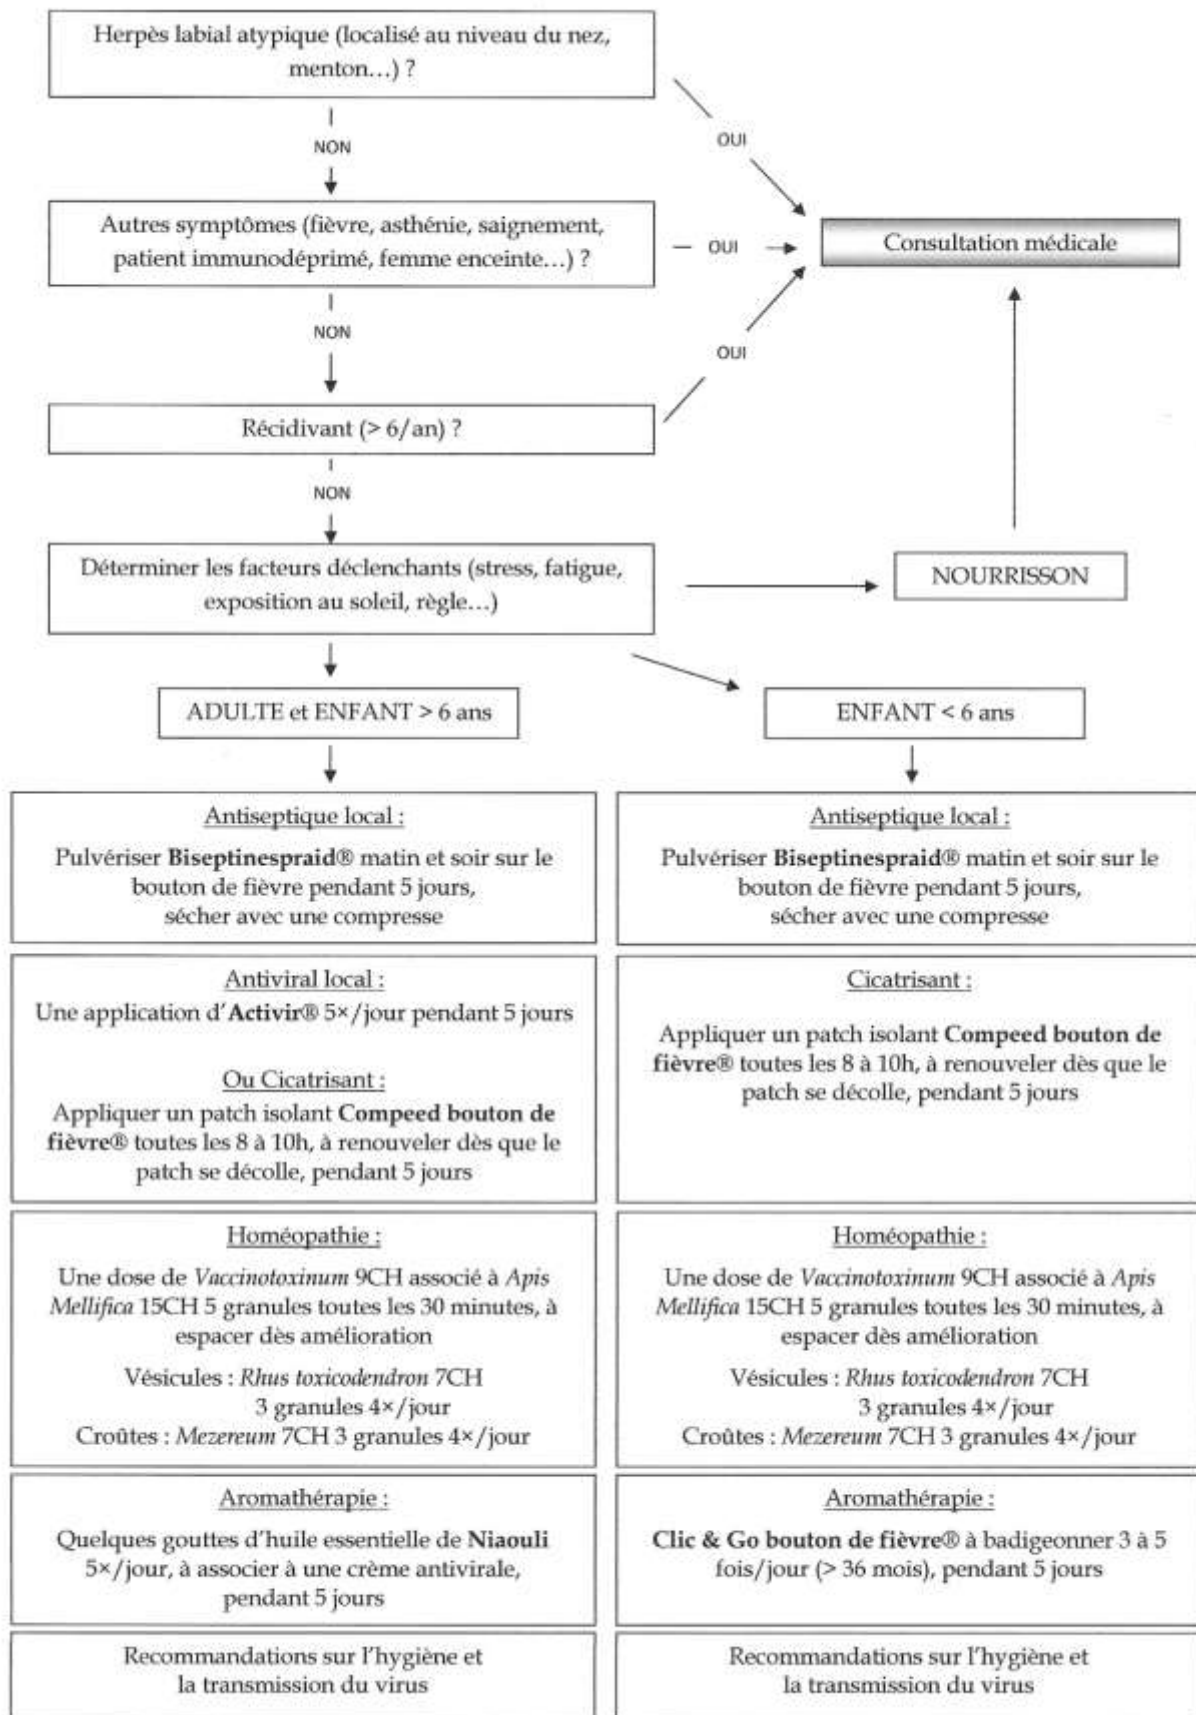 Herpès labial atypique (localisé au niveau du nez,
menton…) ?
OUI
NON
Autres symptômes (fièvre, asthénie, saignement,
patient immunodéprimé, femme enceinte…) ?
OUI
Consultation médicale
NON
OUI
Récidivant (> 6/an) ?
NON
Déterminer les facteurs déclenchants (stress, fatigue,
exposition au soleil, règle…)
NOURRISSON
ADULTE et ENFANT > 6 ans
ENFANT < 6 ans
Antiseptique local :
Pulvériser Biseptinespraid® matin et soir sur le
bouton de fièvre pendant 5 jours,
sécher avec une compresse
Antiseptique local :
Pulvériser Biseptinespraid® matin et soir sur le
bouton de fièvre pendant 5 jours,
sécher avec une compresse
Antiviral local :
Une application d'Activir® 5×/jour pendant 5 jours
Ou Cicatrisant :
Appliquer un patch isolant Compeed bouton de
fièvre® toutes les 8 à 10h, à renouveler dès que le
patch se décolle, pendant 5 jours
Cicatrisant :
Appliquer un patch isolant Compeed bouton de
fièvre® toutes les 8 à 10h, à renouveler dès que le
patch se décolle, pendant 5 jours
Homéopathie :
Une dose de Vaccinotoxinum 9CH associé à Apis
Mellifica 15CH 5 granules toutes les 30 minutes, à
espacer dès amélioration
Vésicules : Rhus toxicodendron 7CH
3 granules 4×/jour
Croûtes : Mezereum 7CH 3 granules 4×/jour
Homéopathie :
Une dose de Vaccinotoxinum 9CH associé à Apis
Mellifica 15CH 5 granules toutes les 30 minutes, à
espacer dès amélioration
Vésicules : Rhus toxicodendron 7CH
3 granules 4×/jour
Croûtes : Mezereum 7CH 3 granules 4×/jour
Aromathérapie :
Quelques gouttes d'huile essentielle de Niaouli
5×/jour, à associer à une crème antivirale,
pendant 5 jours
Aromathérapie :
Clic & Go bouton de fièvre® à badigeonner 3 à 5
fois/jour (> 36 mois), pendant 5 jours
Recommandations sur l'hygiène et
la transmission du virus
Recommandations sur l'hygiène et
la transmission du virus